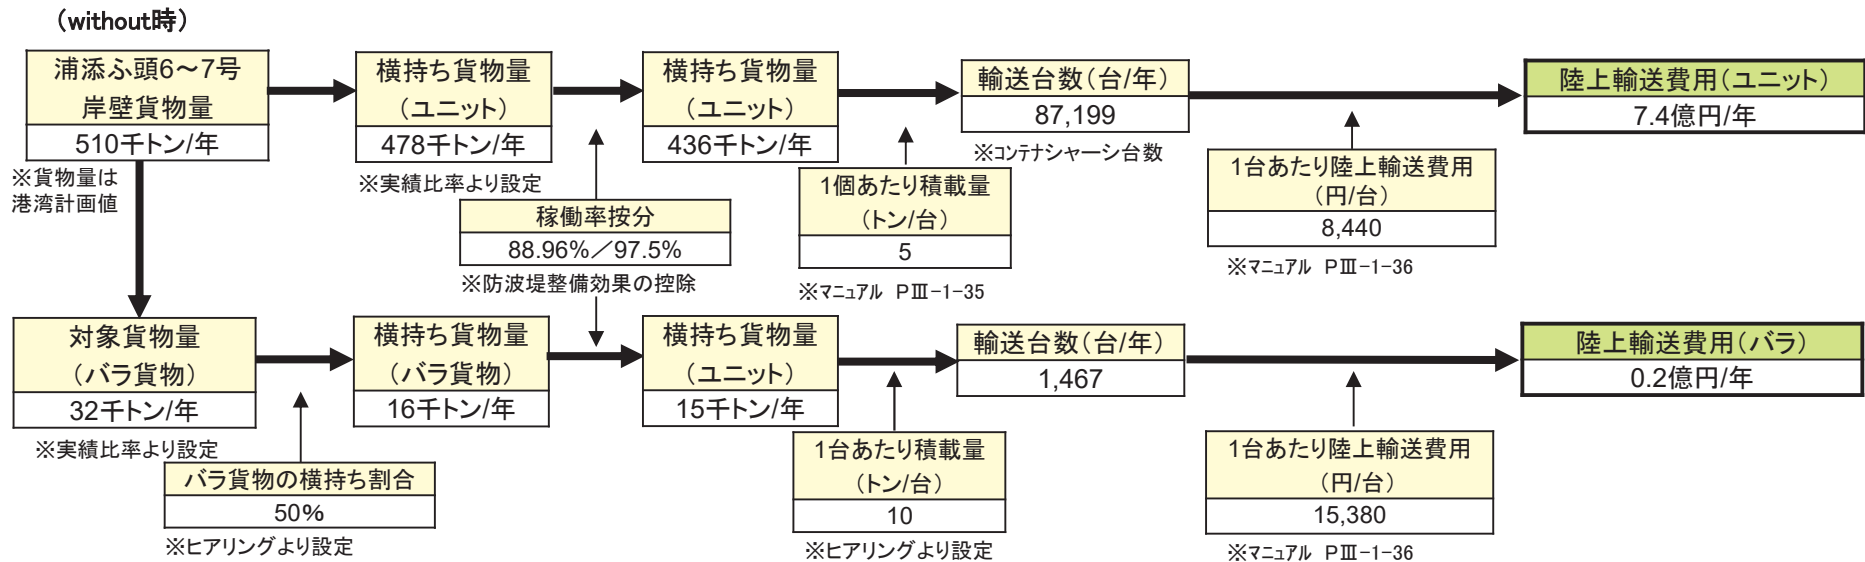 （without時）
浦添ふ頭6～7号
岸壁貨物量
510千トン/年
※貨物量は
港湾計画値
横持ち貨物量
（ユニット）
478千トン/年
※実績比率より設定
稼働率按分
88.96%／97.5%
※防波堤整備効果の控除
横持ち貨物量
（ユニット）
436千トン/年
1個あたり積載量
（トン/台）
5
※マニュアル PⅢ-1-35
輸送台数（台/年）
87,199
※コンテナシャーシ台数
1台あたり陸上輸送費用
（円/台）
8,440
※マニュアル PⅢ-1-36
陸上輸送費用（ユニット）
7.4億円/年
対象貨物量
（バラ貨物）
32千トン/年
※実績比率より設定
バラ貨物の横持ち割合
50%
※ヒアリングより設定
横持ち貨物量
（バラ貨物）
16千トン/年
横持ち貨物量
（ユニット）
15千トン/年
1台あたり積載量
（トン/台）
10
※ヒアリングより設定
輸送台数（台/年）
1,467
1台あたり陸上輸送費用
（円/台）
15,380
※マニュアル PⅢ-1-36
陸上輸送費用（バラ）
0.2億円/年